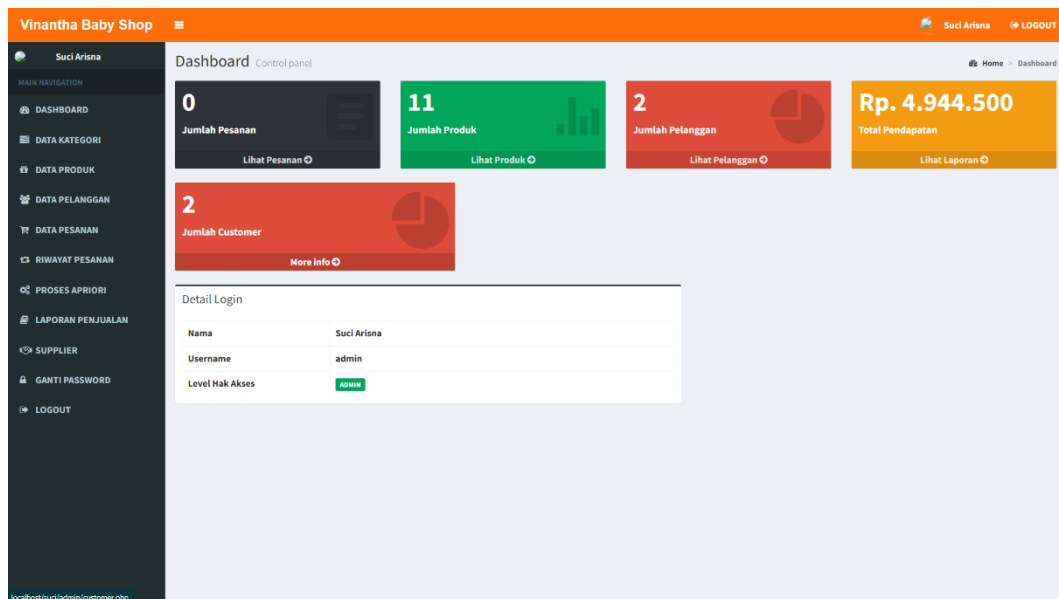 Vinantha Baby Shop
Suci Arisna
LOGOUT
Suci Arisna
MAIN NAVIGATION
DASHBOARD
DATA KATEGORI
DATA PRODUK
DATA PELANGGAN
DATA PESANAN
RIWAYAT PESANAN
PROSES APRIORI
LAPORAN PENJUALAN
SUPPLIER
GANTI PASSWORD
LOGOUT
Dashboard Control panel
Home > Dashboard
0
Jumlah Pesanan
Lihat Pesanan
11
Jumlah Produk
Lihat Produk
2
Jumlah Pelanggan
Lihat Pelanggan
Rp. 4.944.500
Total Pendapatan
Lihat Laporan
2
Jumlah Customer
More info
Detail Login
Nama Suci Arisna
Username admin
Level Hak Akses ADMIN
localhost/suci/admin/customer.php